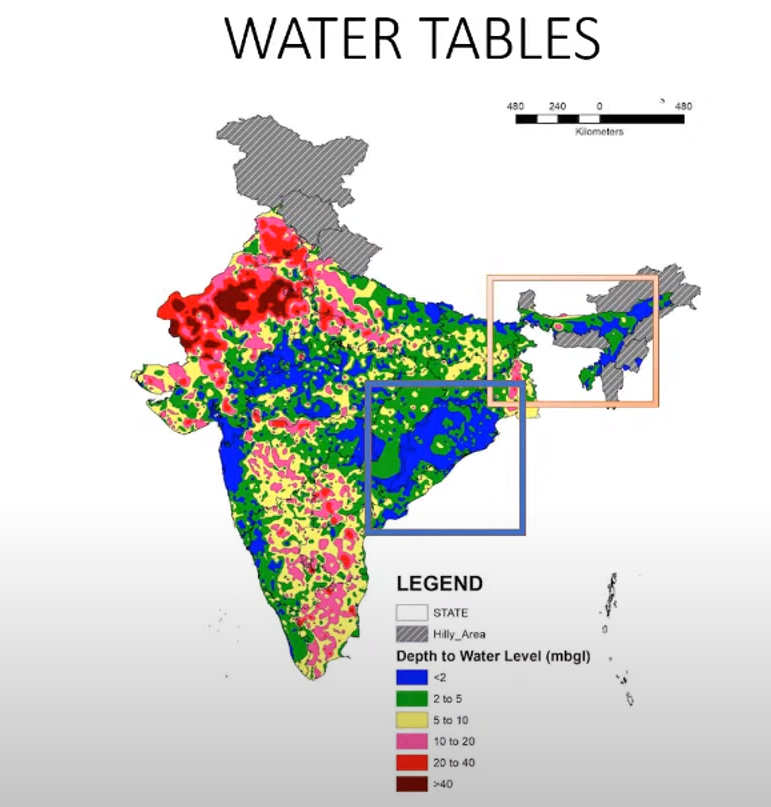 WATER TABLES
480 240 0 480
Kilometers
LEGEND
STATE
Hilly_Area
Depth to Water Level (mbgl)
<2
2 to 5
5 to 10
10 to 20
20 to 40
>40